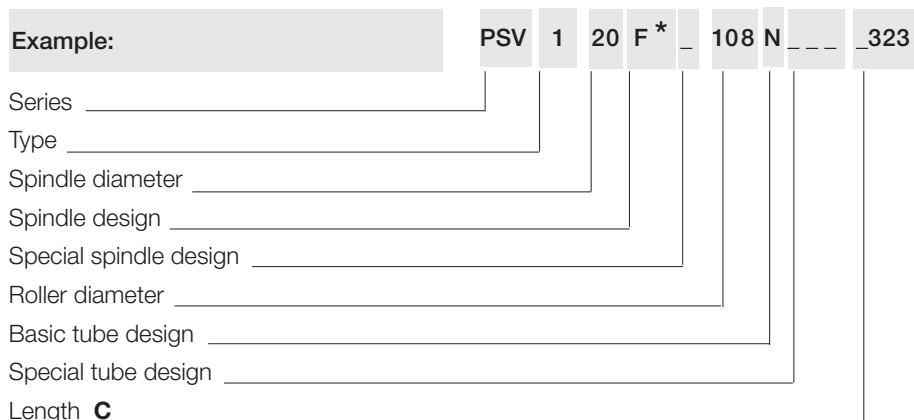 Example: PSV 1 20 F * _ 108 N _ _ _ _323
Series
Type
Spindle diameter
Spindle design
Special spindle design
Roller diameter
Basic tube design
Special tube design
Length C